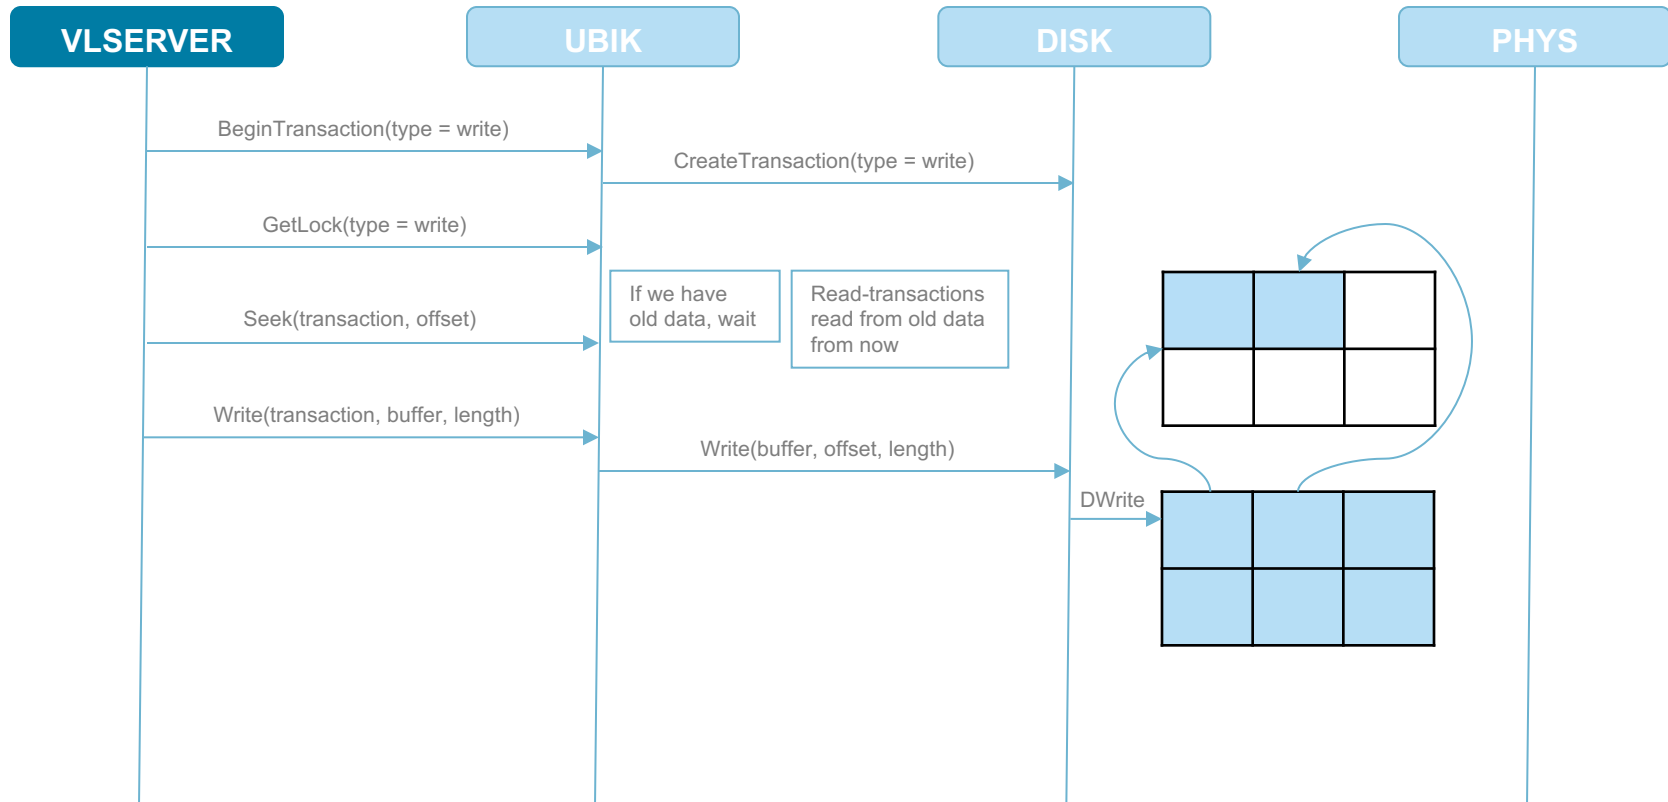 VLSERVER
UBIK
DISK
PHYS
BeginTransaction(type = write)
CreateTransaction(type = write)
GetLock(type = write)
If we have
old data, wait
Read-transactions
read from old data
from now
Seek(transaction, offset)
Write(transaction, buffer, length)
Write(buffer, offset, length)
DWrite